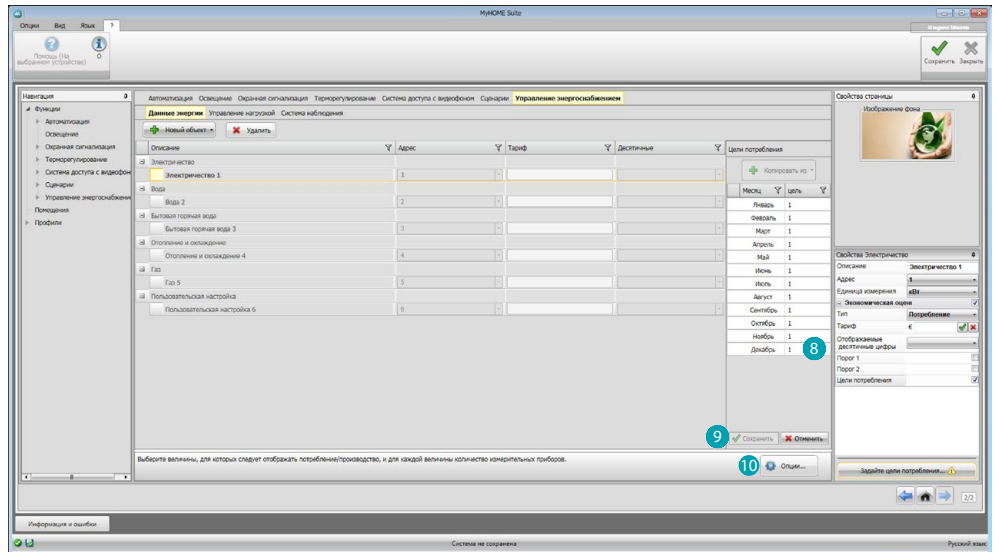 MyHOME Suite
Опции Вид Язык ?
Помощь (На выбранном устройстве)
О
Сохранить Закрыть
Навигация
Функции
Автоматизация
Освещение
Охранная сигнализация
Терморегулирование
Система доступа с видеофон
Сценарии
Управление энергоснабжени
Помещения
Профили
Автоматизация Освещение Охранная сигнализация Терморегулирование Система доступа с видеофоном Сценарии Управление энергоснабжением
Данные энергии Управление нагрузкой Система наблюдения
Новый объект Удалить
Описание Адрес Тариф Десятичные
Электричество
Электричество 1 1
Вода
Вода 2 2
Бытовая горячая вода
Бытовая горячая вода 3 3
Отопление и охлаждение
Отопление и охлаждение 4 4
Газ
Газ 5 5
Пользовательская настройка
Пользовательская настройка 6 6
Цели потребления
Копировать из
Месяц цель
Январь 1
Февраль 1
Март 1
Апрель 1
Май 1
Июнь 1
Июль 1
Август 1
Сентябрь 1
Октябрь 1
Ноябрь 1
Декабрь 1
8
9 Сохранить Отменить
Выберите величины, для которых следует отображать потребление/производство, и для каждой величины количество измерительных приборов.
10 Опции...
Свойства страницы
Изображение фона
Свойства Электричество
Описание Электричество 1
Адрес 1
Единица измерения кВт
Экономическая оцен
Тип Потребление
Тариф €
Отображаемые десятичные цифры
Порог 1
Порог 2
Цели потребления
Задайте цели потребления...
2/2
Информация и ошибки
Система не сохранена
Русский язык